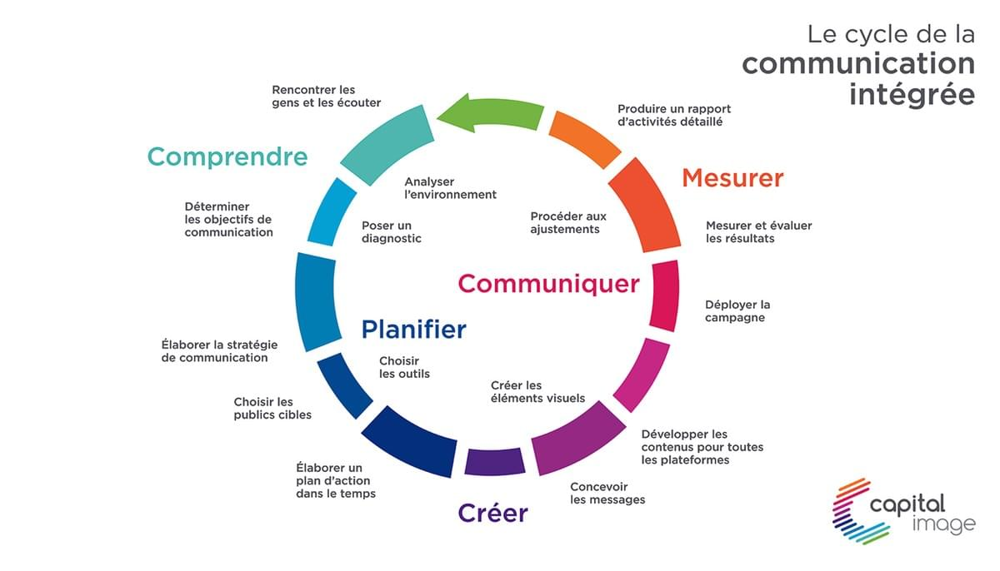 Le cycle de la
communication
intégrée
Rencontrer les
gens et les écouter
Comprendre
Analyser
l'environnement
Déterminer
les objectifs de
communication
Poser un
diagnostic
Planifier
Élaborer la stratégie
de communication
Choisir
les outils
Choisir les
publics cibles
Élaborer un
plan d'action
dans le temps
Créer
Créer les
éléments visuels
Concevoir
les messages
Développer les
contenus pour toutes
les plateformes
Communiquer
Déployer la
campagne
Mesurer
Mesurer et évaluer
les résultats
Procéder aux
ajustements
Produire un rapport
d'activités détaillé
capital
image